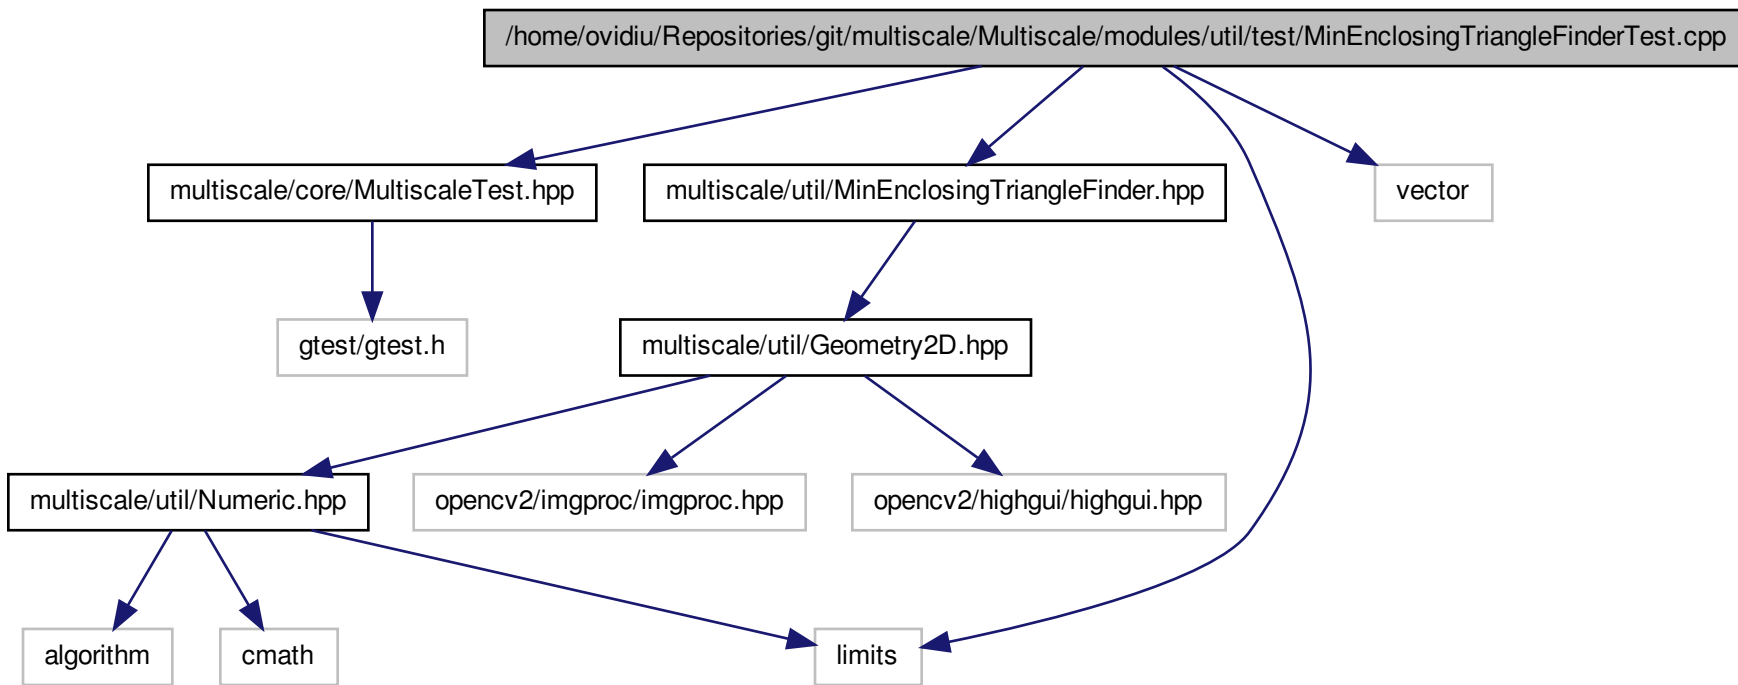 /home/ovidiu/Repositories/git/multiscale/Multiscale/modules/util/test/MinEnclosingTriangleFinderTest.cpp
multiscale/core/MultiscaleTest.hpp
multiscale/util/MinEnclosingTriangleFinder.hpp
vector
gtest/gtest.h
multiscale/util/Geometry2D.hpp
multiscale/util/Numeric.hpp
opencv2/imgproc/imgproc.hpp
opencv2/highgui/highgui.hpp
algorithm
cmath
limits